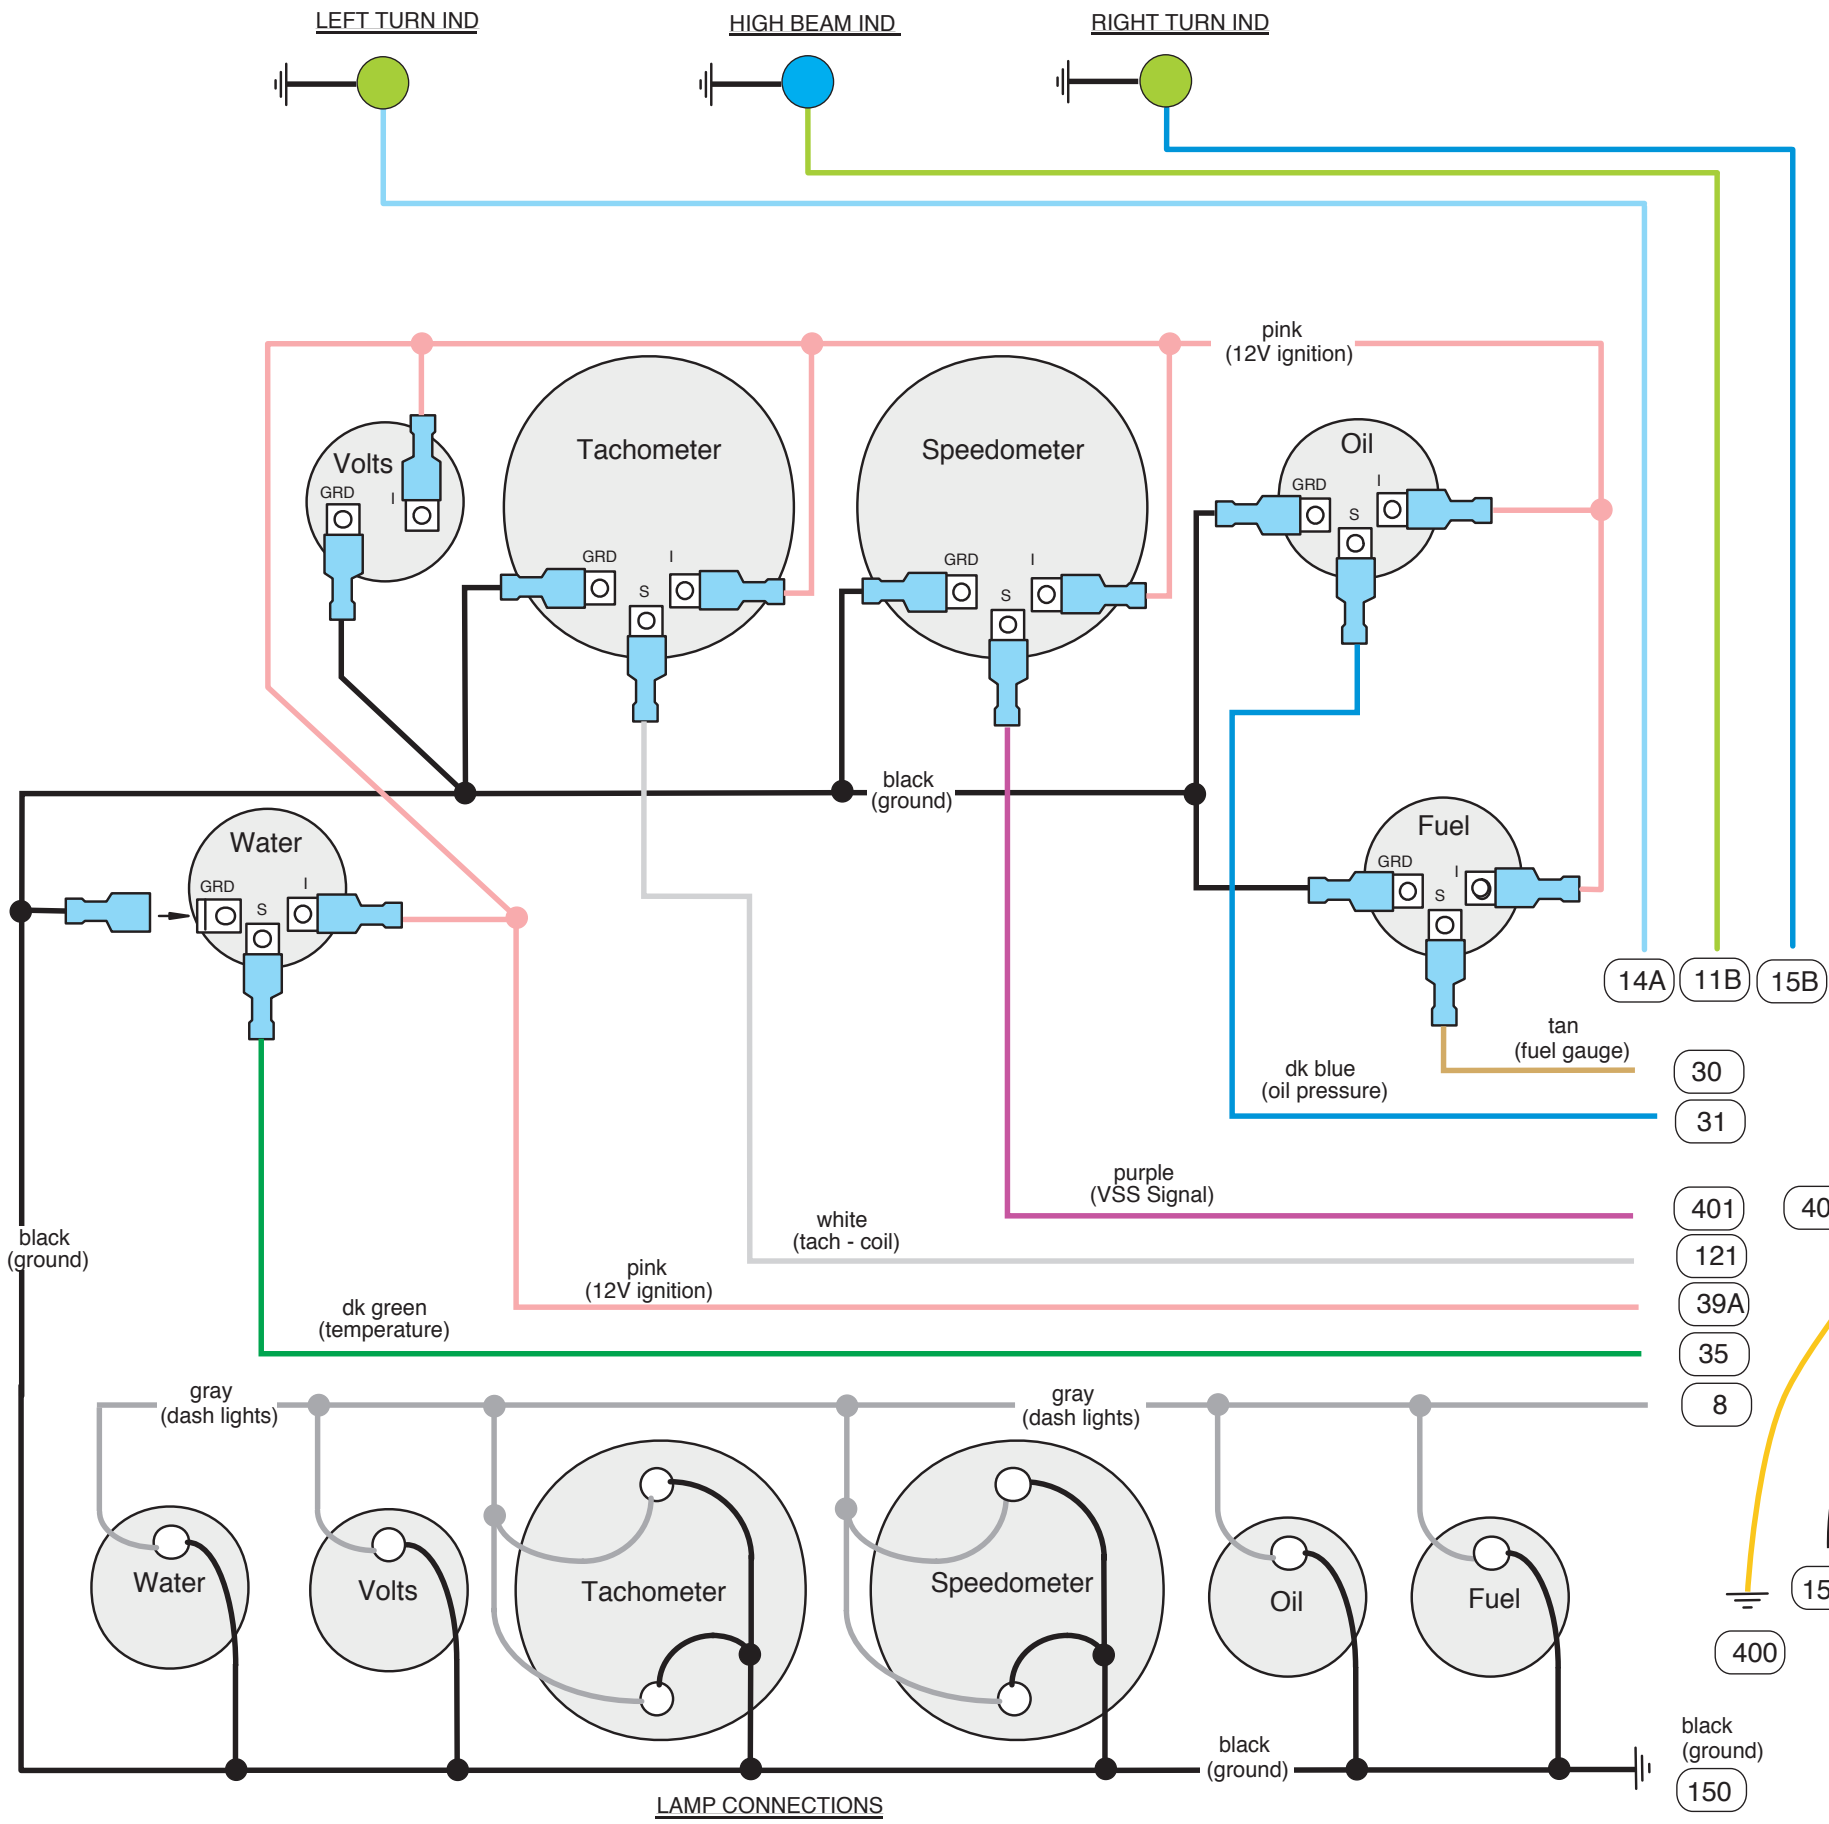 LEFT TURN IND
HIGH BEAM IND
RIGHT TURN IND
pink
(12V ignition)
Volts
GRD
I
Tachometer
GRD
I
S
Speedometer
GRD
I
S
Oil
GRD
I
S
black
(ground)
Water
GRD
I
S
Fuel
GRD
I
S
14A
11B
15B
tan
(fuel gauge)
30
dk blue
(oil pressure)
31
purple
(VSS Signal)
401
40
white
(tach - coil)
121
black
(ground)
pink
(12V ignition)
39A
dk green
(temperature)
35
gray
(dash lights)
gray
(dash lights)
8
Water
Volts
Tachometer
Speedometer
Oil
Fuel
15
400
black
(ground)
black
(ground)
150
LAMP CONNECTIONS